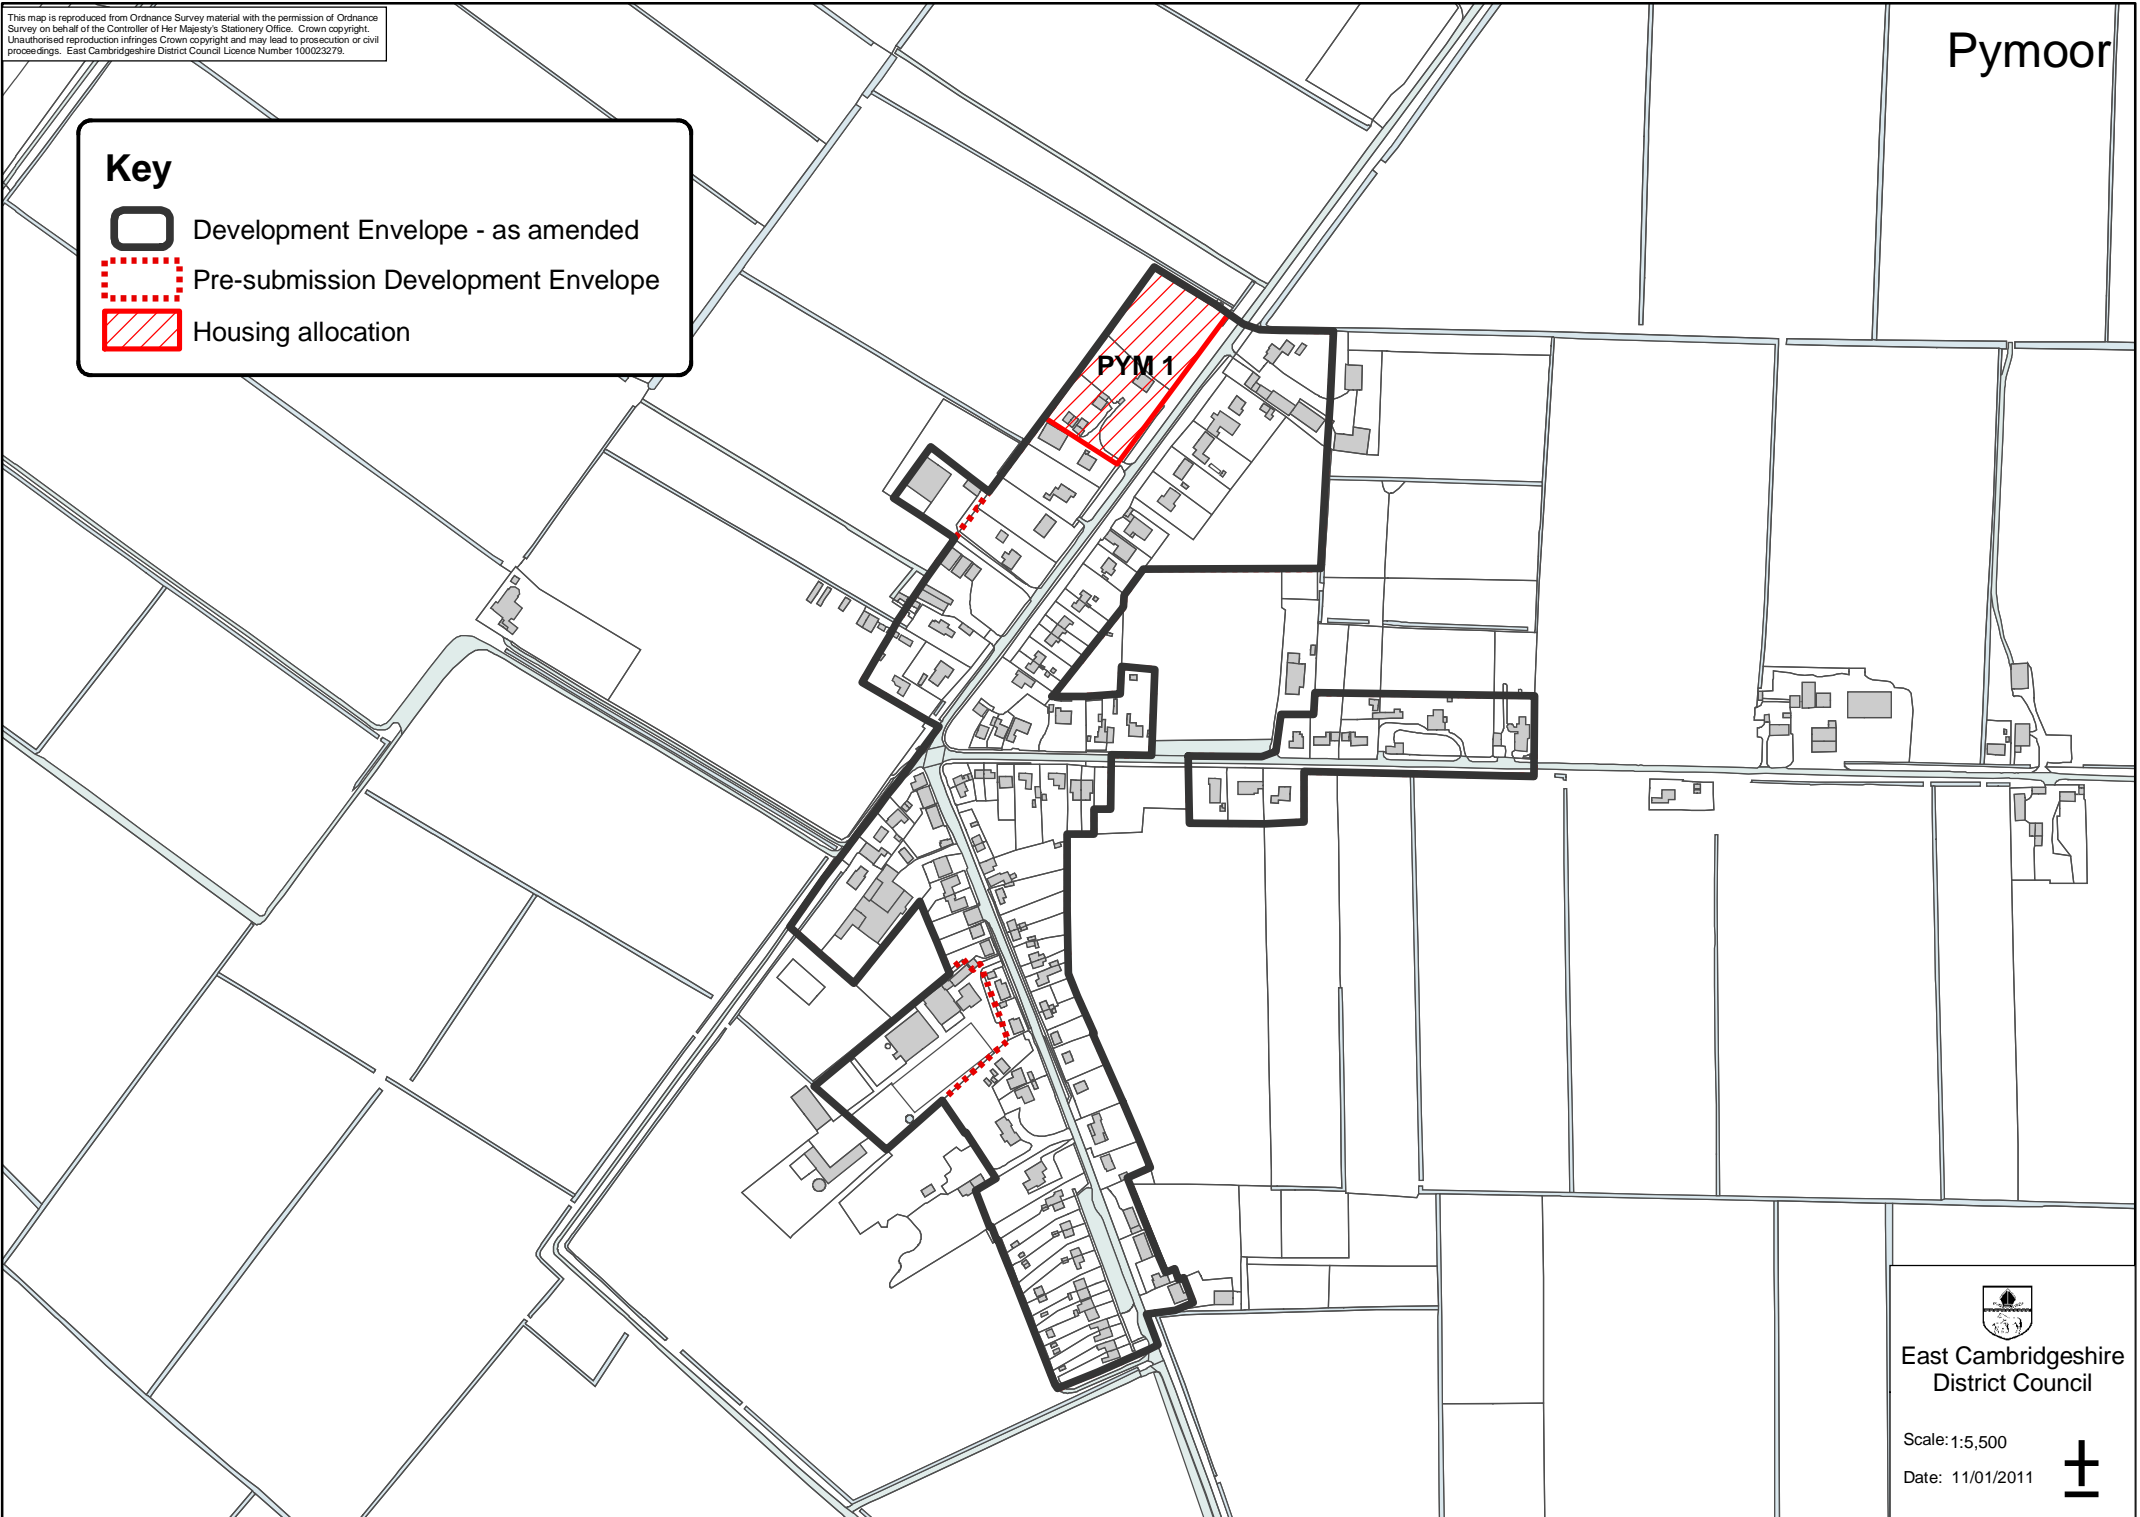 This map is reproduced from Ordnance Survey material with the permission of Ordnance
Survey on behalf of the Controller of Her Majesty's Stationery Office. Crown copyright.
Unauthorised reproduction infringes Crown copyright and may lead to prosecution or civil
proceedings. East Cambridgeshire District Council Licence Number 100023279.
Pymoor
Key
Development Envelope - as amended
Pre-submission Development Envelope
Housing allocation
PYM 1
East Cambridgeshire
District Council
Scale: 1:5,500
Date: 11/01/2011